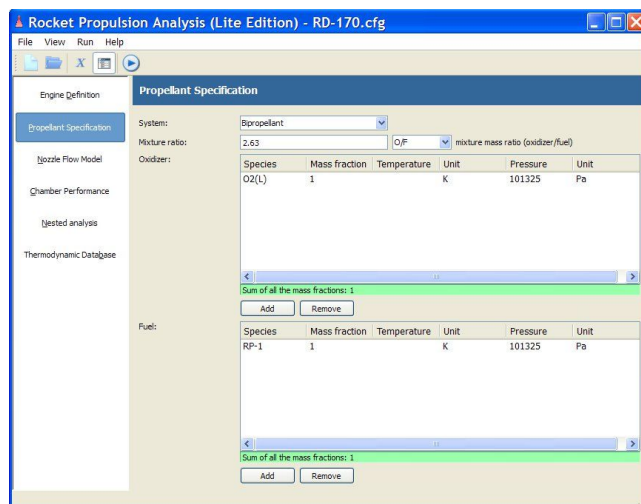 Rocket Propulsion Analysis (Lite Edition) - RD-170.cfg
File View Run Help
X
Engine Definition
Propellant Specification
Nozzle Flow Model
Chamber Performance
Nested analysis
Thermodynamic Database
Propellant Specification
System: Bipropellant
Mixture ratio: 2.63 O/F mixture mass ratio (oxidizer/fuel)
Oxidizer:
Species Mass fraction Temperature Unit Pressure Unit
O2(L) 1 K 101325 Pa
Sum of all the mass fractions: 1
Add Remove
Fuel:
Species Mass fraction Temperature Unit Pressure Unit
RP-1 1 K 101325 Pa
Sum of all the mass fractions: 1
Add Remove